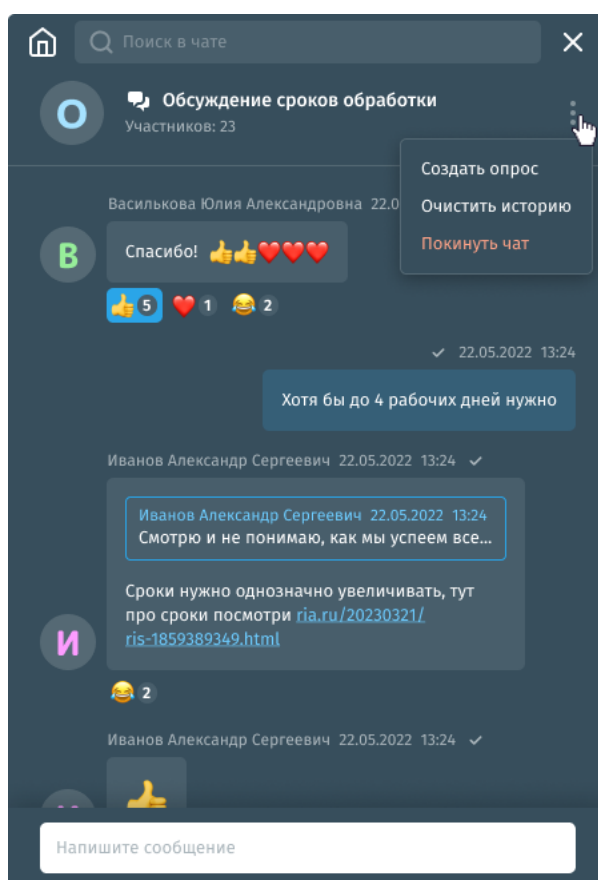 Поиск в чате
О
Обсуждение сроков обработки
Участников: 23
Создать опрос
Очистить историю
Покинуть чат
Василькова Юлия Александровна 22.0
В
Спасибо! 👍👍❤️❤️❤️
👍 5 ❤️ 1 😂 2
22.05.2022 13:24
Хотя бы до 4 рабочих дней нужно
Иванов Александр Сергеевич 22.05.2022 13:24
Иванов Александр Сергеевич 22.05.2022 13:24
Смотрю и не понимаю, как мы успеем все...
Сроки нужно однозначно увеличивать, тут
про сроки посмотри ria.ru/20230321/
ris-1859389349.html
И
😂 2
Иванов Александр Сергеевич 22.05.2022 13:24
👍
Напишите сообщение